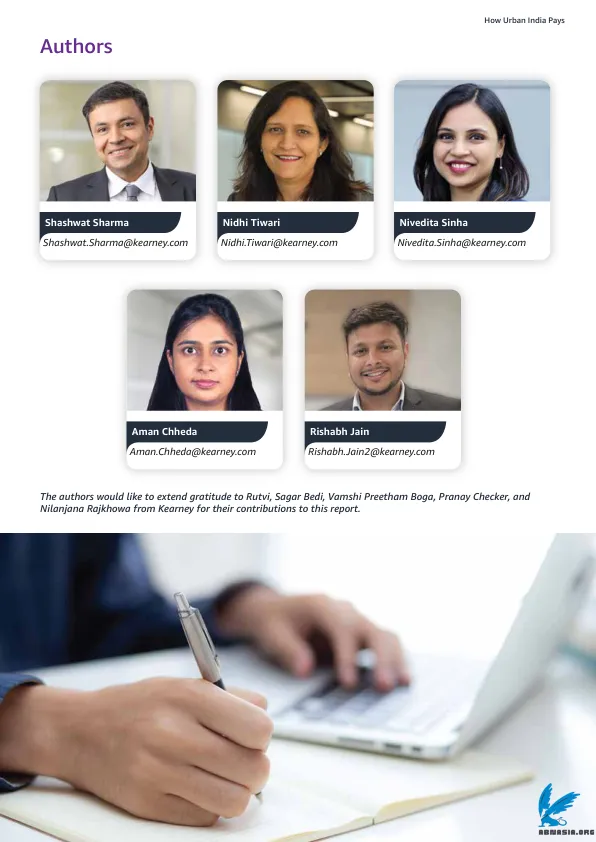 How Urban India Pays
Authors
Shashwat Sharma
Shashwat.Sharma@kearney.com
Nidhi Tiwari
Nidhi.Tiwari@kearney.com
Nivedita Sinha
Nivedita.Sinha@kearney.com
Aman Chheda
Aman.Chheda@kearney.com
Rishabh Jain
Rishabh.Jain2@kearney.com
The authors would like to extend gratitude to Rutvi, Sagar Bedi, Vamshi Preetham Boga, Pranay Checker, and
Nilanjana Rajkhowa from Kearney for their contributions to this report.
ABNASIA.ORG